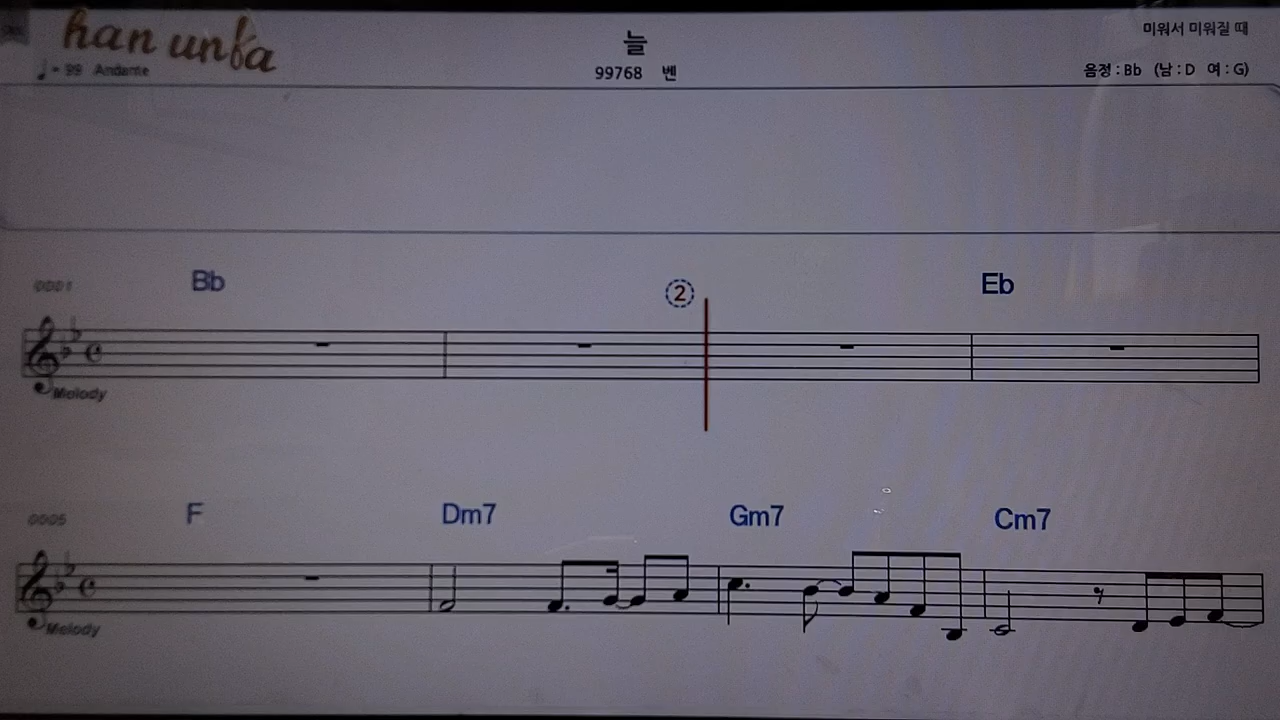 han unba
늘
미워서 미워질 때
♩= 99 Andante
99768 벤
음정 : Bb (남 : D 여 : G)
0001
Bb
2
Eb
Melody
0005
F
Dm7
Gm7
Cm7
Melody